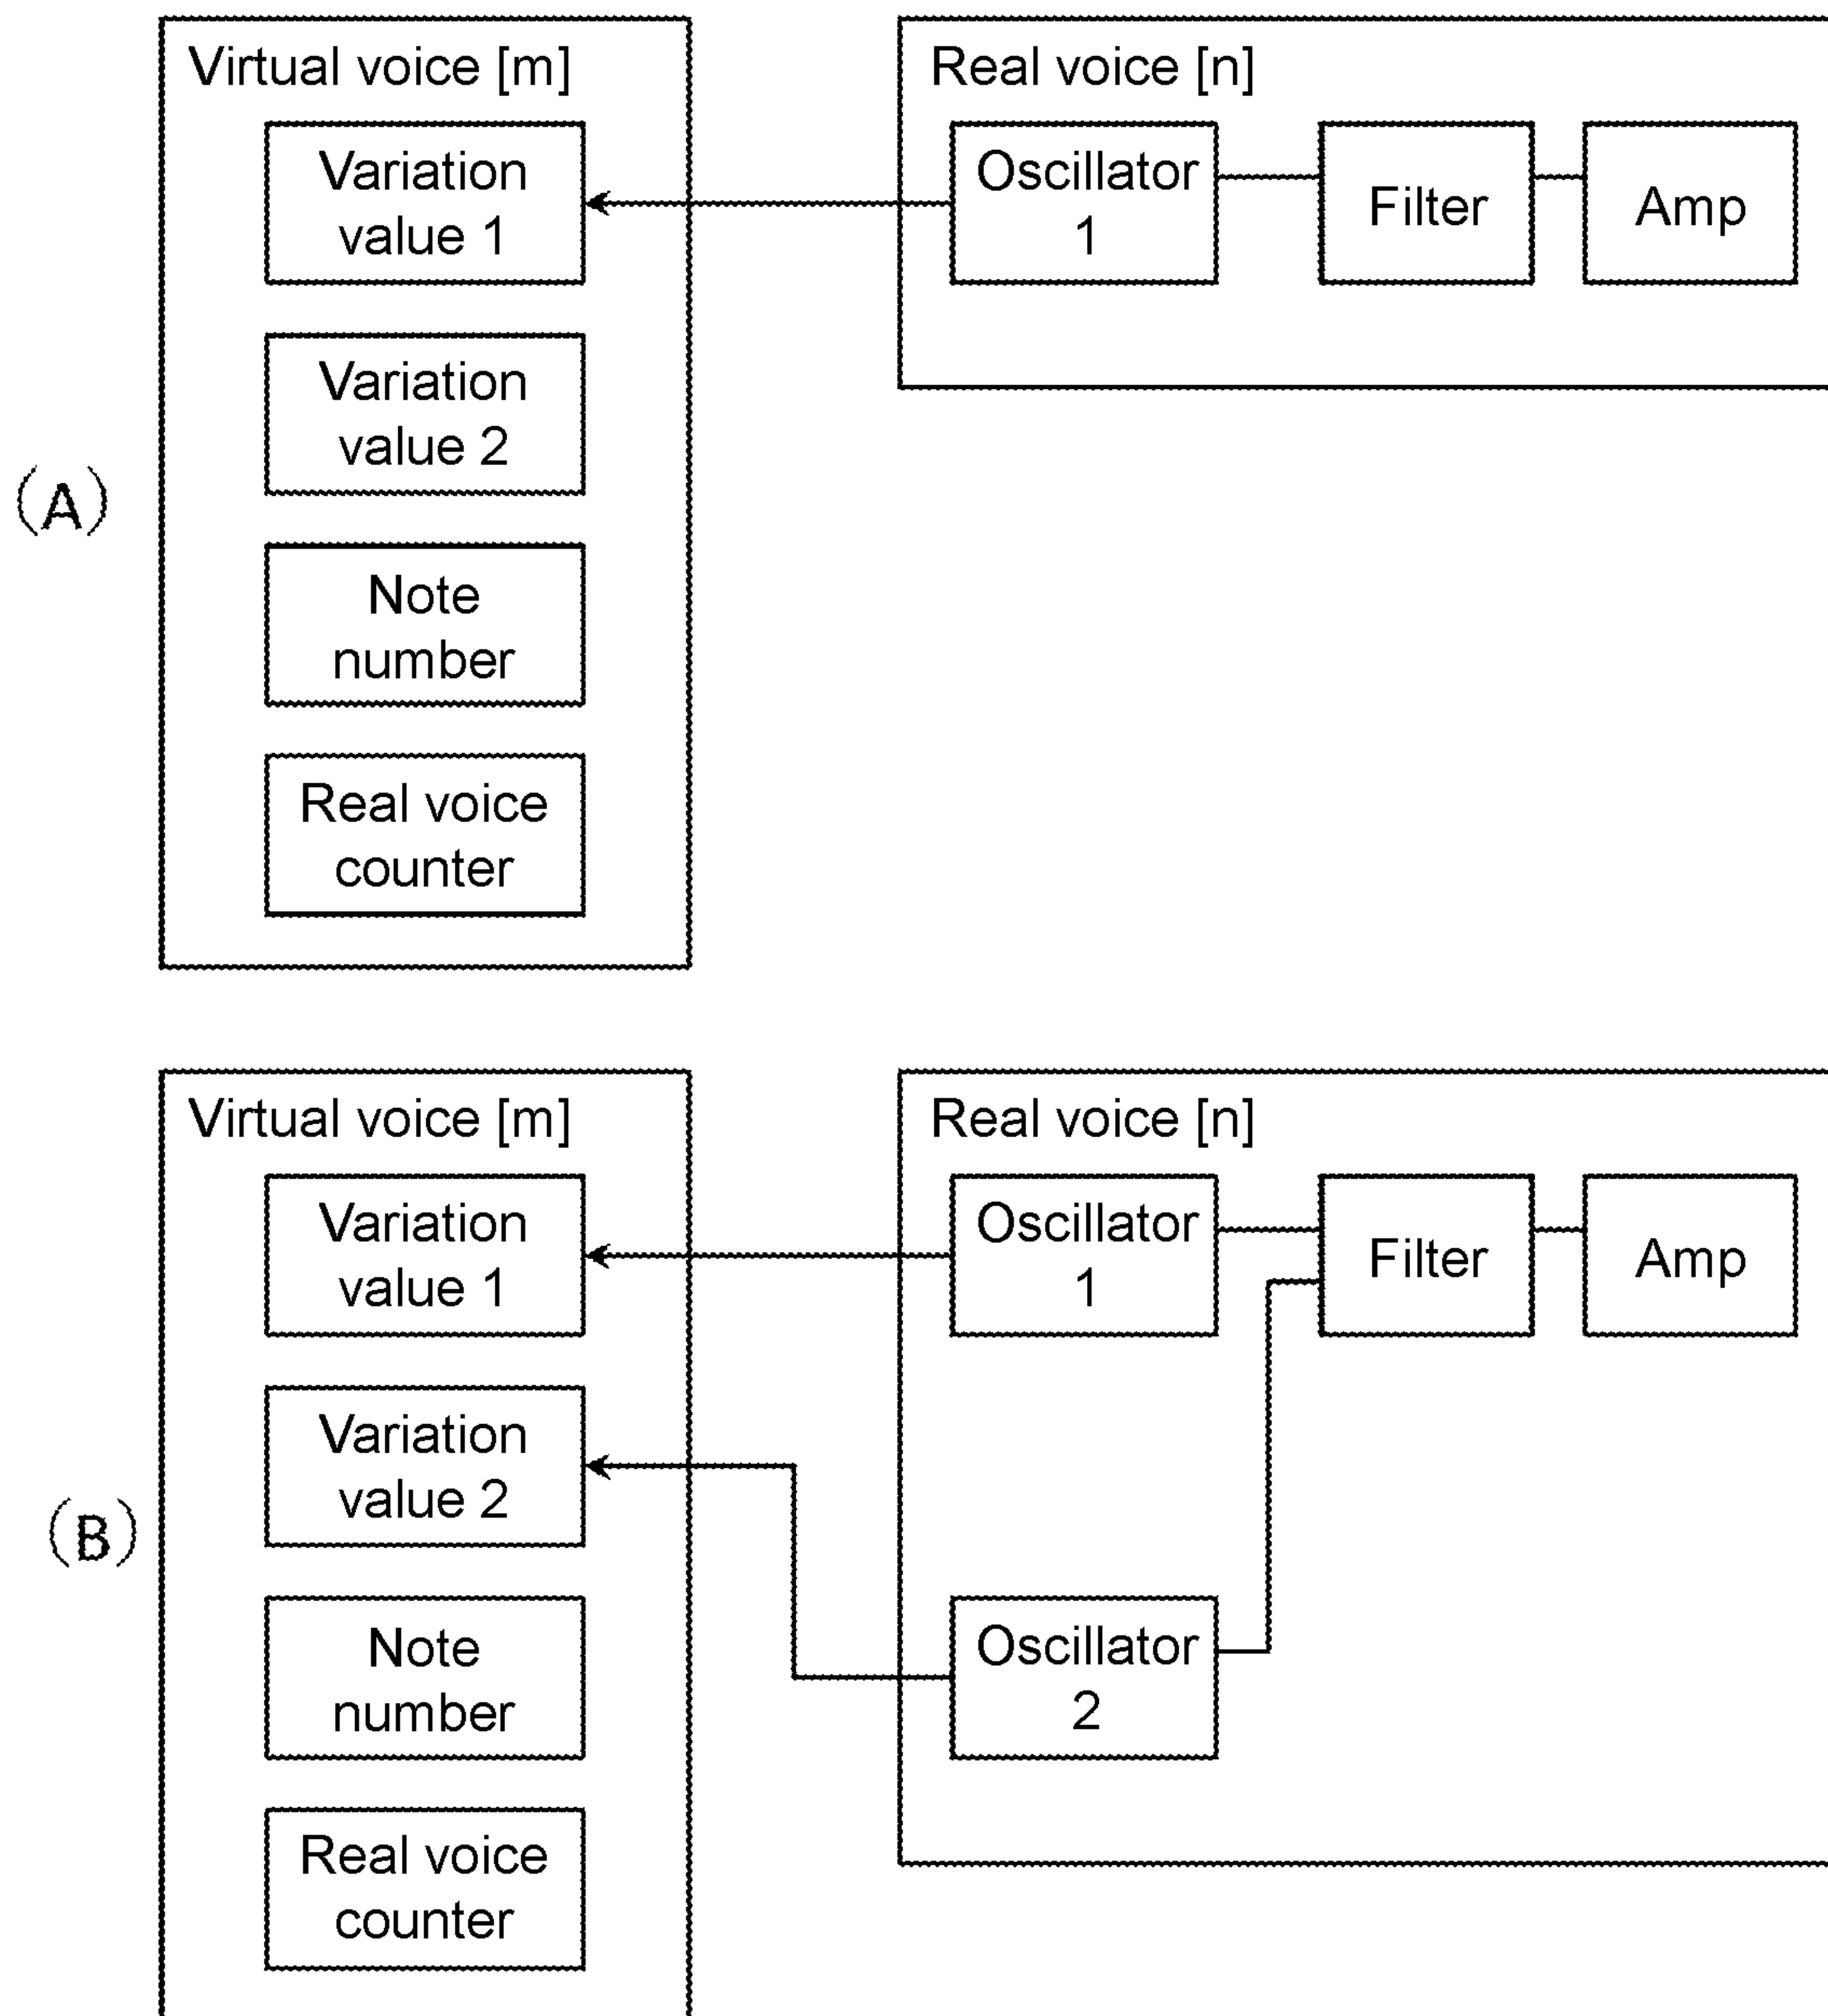 (A)
Virtual voice [m]
Variation
value 1
Variation
value 2
Note
number
Real voice
counter
Real voice [n]
Oscillator
1
Filter
Amp
(B)
Virtual voice [m]
Variation
value 1
Variation
value 2
Note
number
Real voice
counter
Real voice [n]
Oscillator
1
Filter
Amp
Oscillator
2